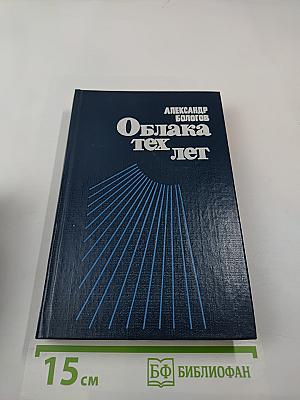 АЛЕКСАНДР
БОЛОГОВ
ОБЛАКА
ТЕХ
ЛЕТ
15 см
БФ БИБЛИОФАН